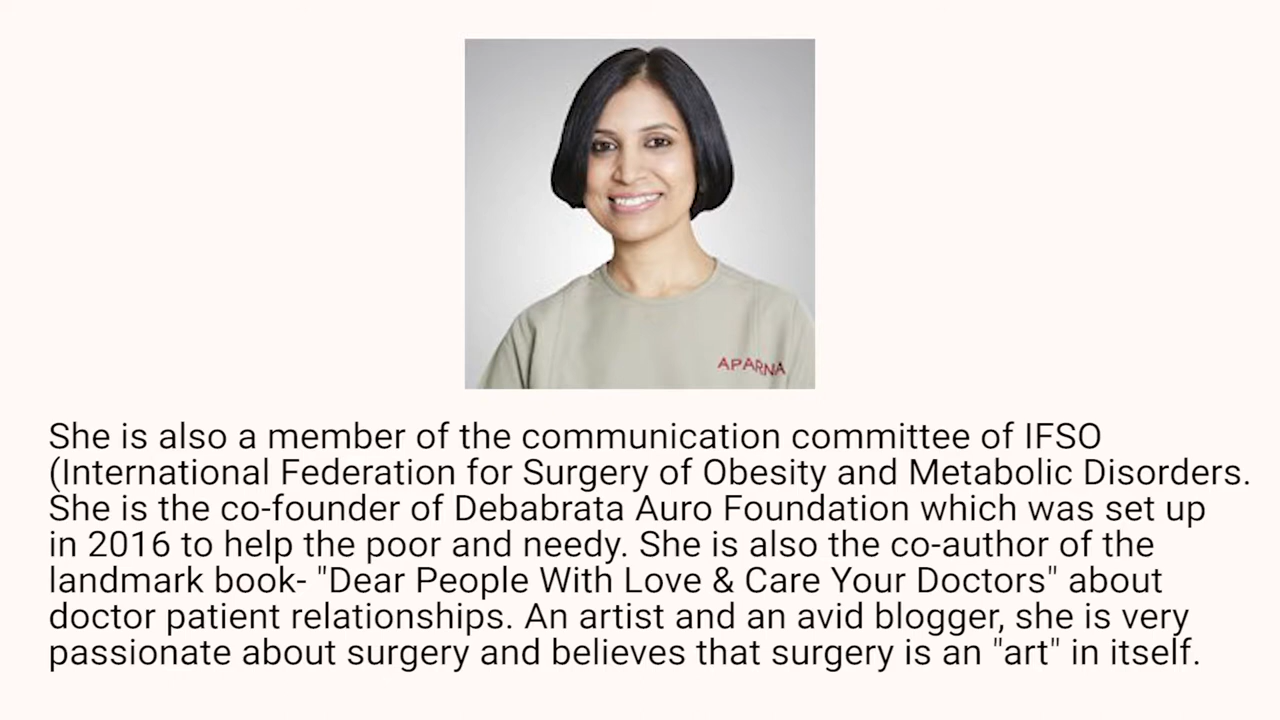 APARNA
She is also a member of the communication committee of IFSO
(International Federation for Surgery of Obesity and Metabolic Disorders.
She is the co-founder of Debabrata Auro Foundation which was set up
in 2016 to help the poor and needy. She is also the co-author of the
landmark book- "Dear People With Love & Care Your Doctors" about
doctor patient relationships. An artist and an avid blogger, she is very
passionate about surgery and believes that surgery is an "art" in itself.